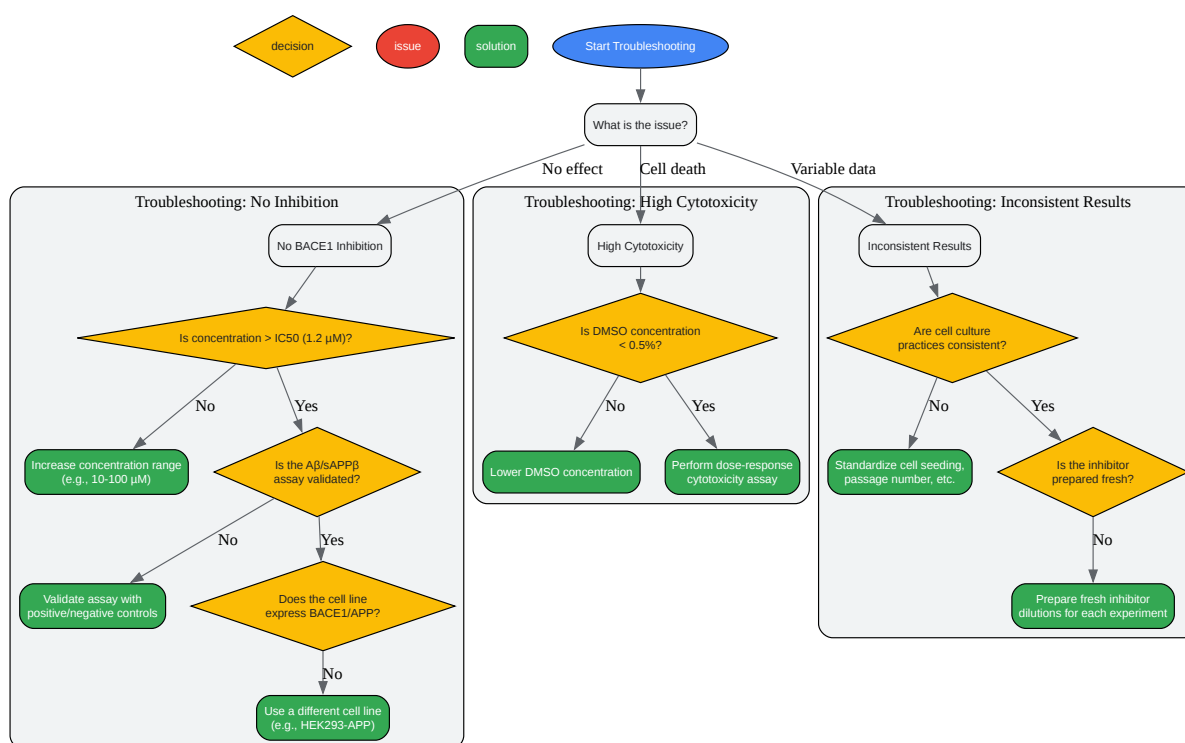 decision
issue
solution
Start Troubleshooting
What is the issue?
No effect
Cell death
Variable data
Troubleshooting: No Inhibition
No BACE1 Inhibition
Is concentration > IC50 (1.2 µM)?
No
Yes
Increase concentration range
(e.g., 10-100 µM)
Is the Aβ/sAPPβ
assay validated?
No
Yes
Validate assay with
positive/negative controls
Does the cell line
express BACE1/APP?
No
Use a different cell line
(e.g., HEK293-APP)
Troubleshooting: High Cytotoxicity
High Cytotoxicity
Is DMSO concentration
< 0.5%?
No
Yes
Lower DMSO concentration
Perform dose-response
cytotoxicity assay
Troubleshooting: Inconsistent Results
Inconsistent Results
Are cell culture
practices consistent?
No
Yes
Standardize cell seeding,
passage number, etc.
Is the inhibitor
prepared fresh?
No
Prepare fresh inhibitor
dilutions for each experiment